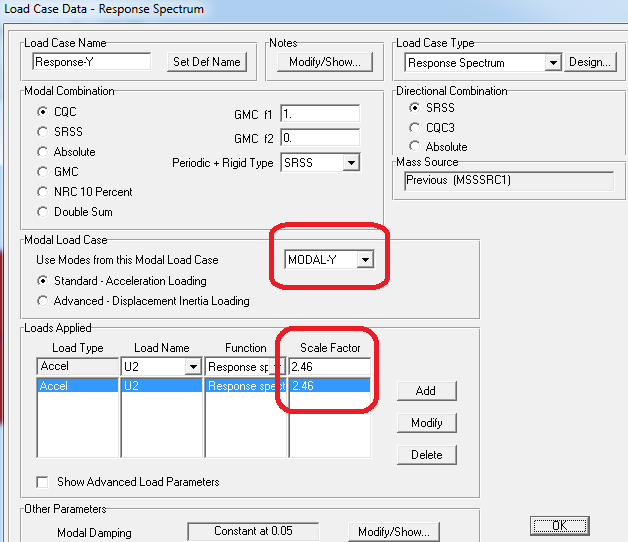 Load Case Data - Response Spectrum
Load Case Name
Response-Y
Set Def Name
Notes
Modify/Show...
Load Case Type
Response Spectrum
Design...
Modal Combination
CQC
SRSS
Absolute
GMC
NRC 10 Percent
Double Sum
GMC f1 1.
GMC f2 0.
Periodic + Rigid Type SRSS
Directional Combination
SRSS
CQC3
Absolute
Mass Source
Previous (MSSSRC1)
Modal Load Case
Use Modes from this Modal Load Case MODAL-Y
Standard - Acceleration Loading
Advanced - Displacement Inertia Loading
Loads Applied
Load Type Load Name Function Scale Factor
Accel U2 Response sp 2.46
Accel U2 Response spect 2.46
Add
Modify
Delete
Show Advanced Load Parameters
Other Parameters
Modal Damping Constant at 0.05 Modify/Show...
OK